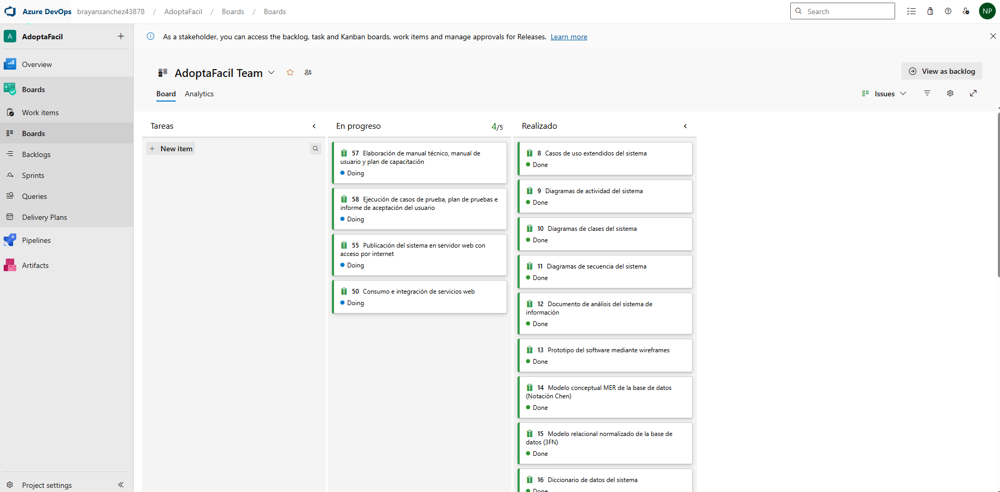 Azure DevOps brayansanchez43878 / AdoptaFacil / Boards / Boards
Search
NP
A AdoptaFacil
As a stakeholder, you can access the backlog, task and Kanban boards, work items and manage approvals for Releases. Learn more
Overview
Boards
Work items
Boards
Backlogs
Sprints
Queries
Delivery Plans
Pipelines
Artifacts
Project settings
AdoptaFacil Team
View as backlog
Board Analytics
Issues
Tareas
New item
En progreso 4/5
57 Elaboración de manual técnico, manual de
usuario y plan de capacitación
Doing
58 Ejecución de casos de prueba, plan de pruebas e
informe de aceptación del usuario
Doing
55 Publicación del sistema en servidor web con
acceso por internet
Doing
50 Consumo e integración de servicios web
Doing
Realizado
8 Casos de uso extendidos del sistema
Done
9 Diagramas de actividad del sistema
Done
10 Diagramas de clases del sistema
Done
11 Diagramas de secuencia del sistema
Done
12 Documento de análisis del sistema de
información
Done
13 Prototipo del software mediante wireframes
Done
14 Modelo conceptual MER de la base de datos
(Notación Chen)
Done
15 Modelo relacional normalizado de la base de
datos (3FN)
Done
16 Diccionario de datos del sistema
Done